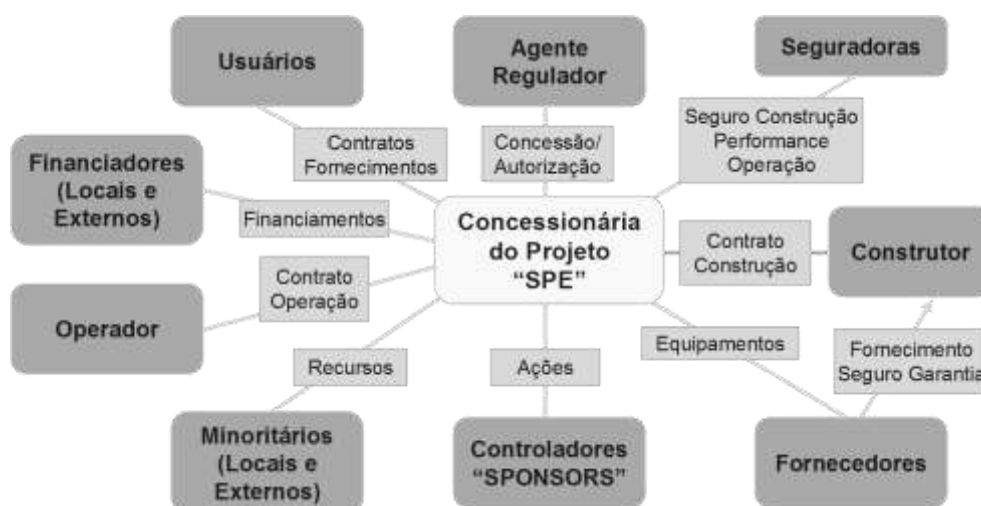 Usuários
Agente
Regulador
Seguradoras
Contratos
Fornecimentos
Concessão/
Autorização
Seguro Construção
Performance
Operação
Financiadores
(Locais e
Externos)
Financiamentos
Concessionária
do Projeto
“SPE”
Contrato
Construção
Construtor
Contrato
Operação
Operador
Recursos
Ações
Equipamentos
Fornecimento
Seguro Garantia
Minoritários
(Locais e
Externos)
Controladores
“SPONSORS”
Fornecedores